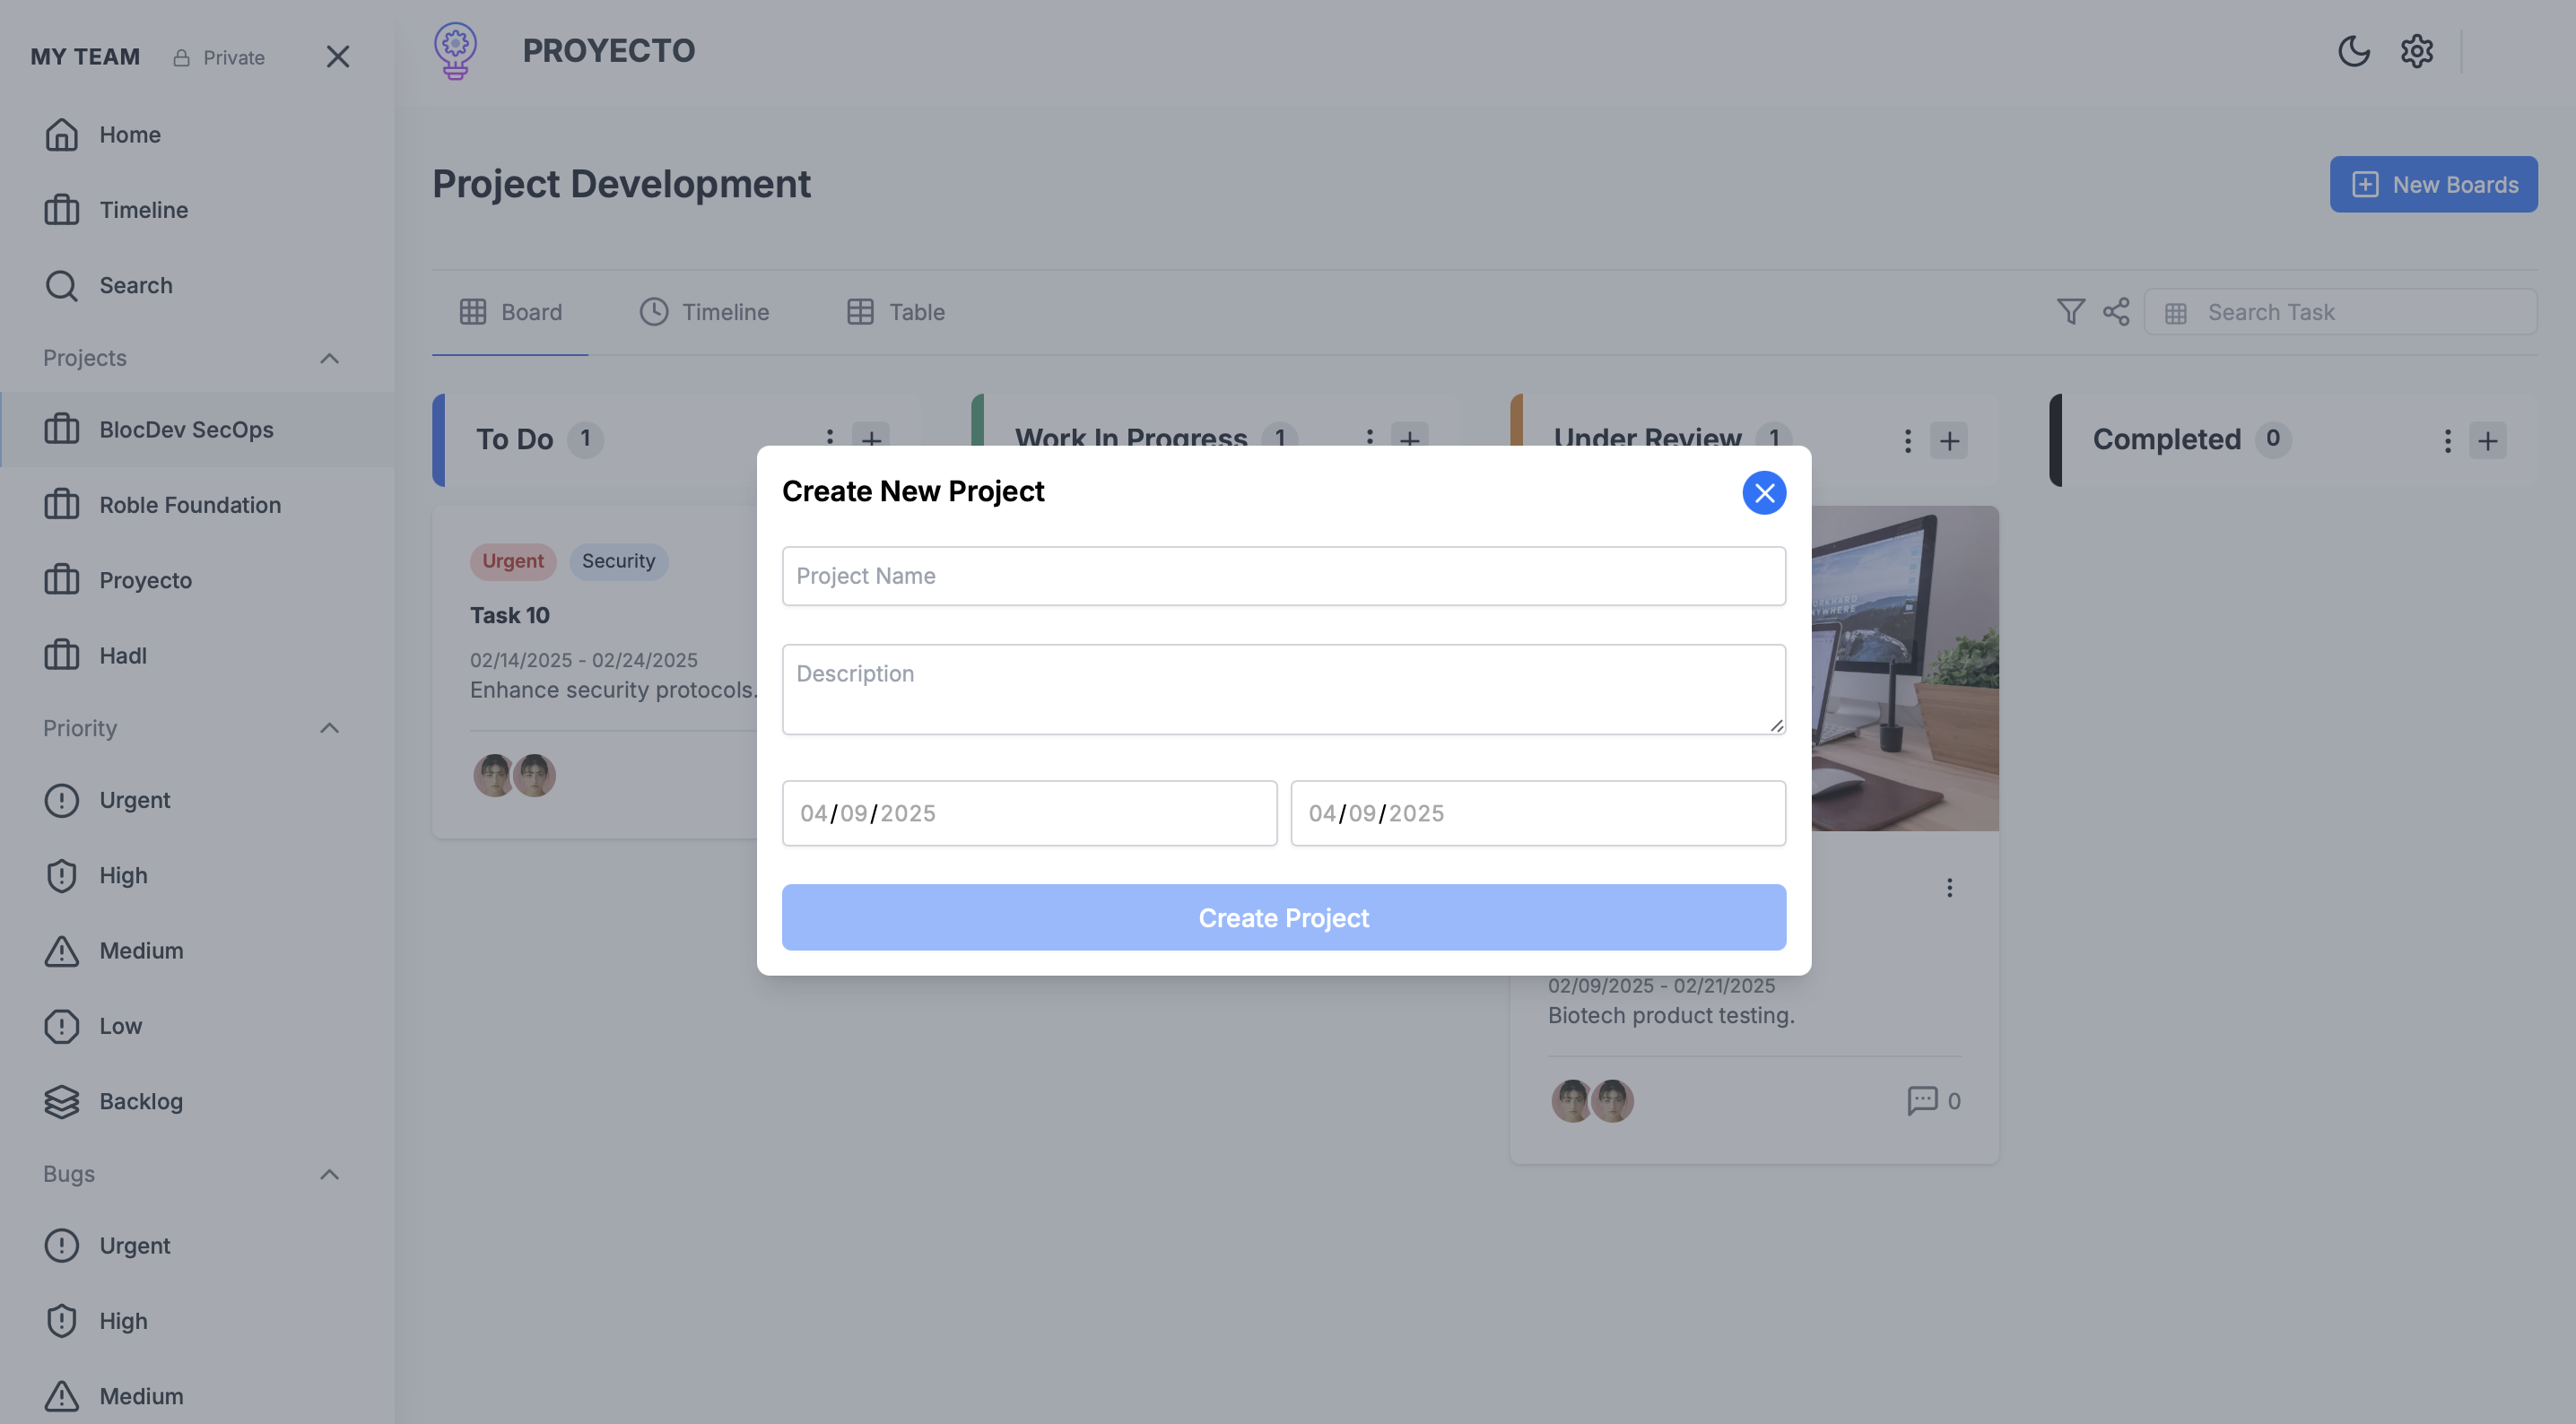 MY TEAM
Private
Home
Timeline
Search
Projects
BlocDev SecOps
Roble Foundation
Proyecto
Hadl
Priority
Urgent
High
Medium
Low
Backlog
Bugs
Urgent
High
Medium
PROYECTO
Project Development
New Boards
Board
Timeline
Table
Search Task
To Do 1
Work In Progress 1
Under Review 1
Completed 0
Urgent
Security
Task 10
02/14/2025 - 02/24/2025
Enhance security protocols.
Create New Project
Project Name
Description
04/09/2025
04/09/2025
Create Project
02/09/2025 - 02/21/2025
Biotech product testing.
0